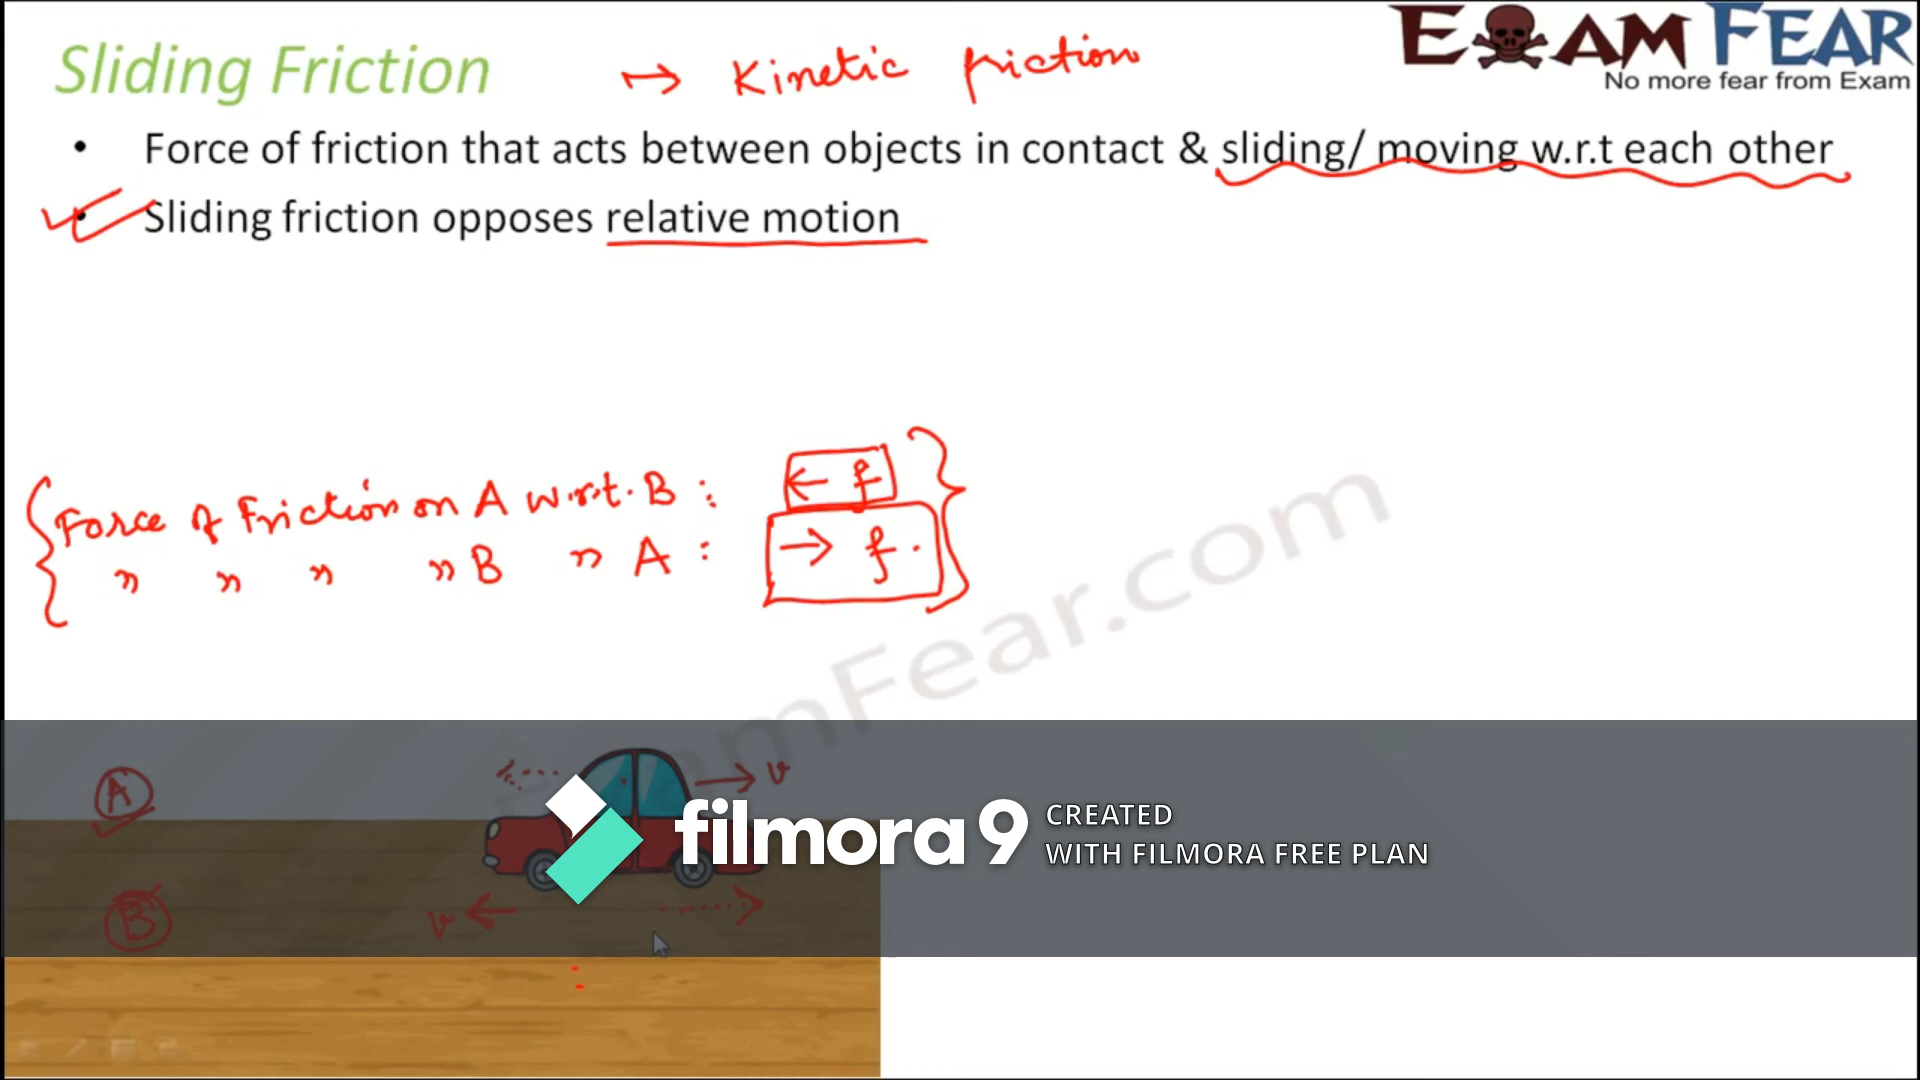 Sliding Friction ↦ Kinetic friction
EXAM FEAR
No more fear from Exam
• Force of friction that acts between objects in contact & sliding/ moving w.r.t each other
• Sliding friction opposes relative motion
Force of Friction on A w.r.t. B : ← f
" " " " B " A : → f.
ExamFear.com
A
v
filmora9
CREATED
WITH FILMORA FREE PLAN
B
v